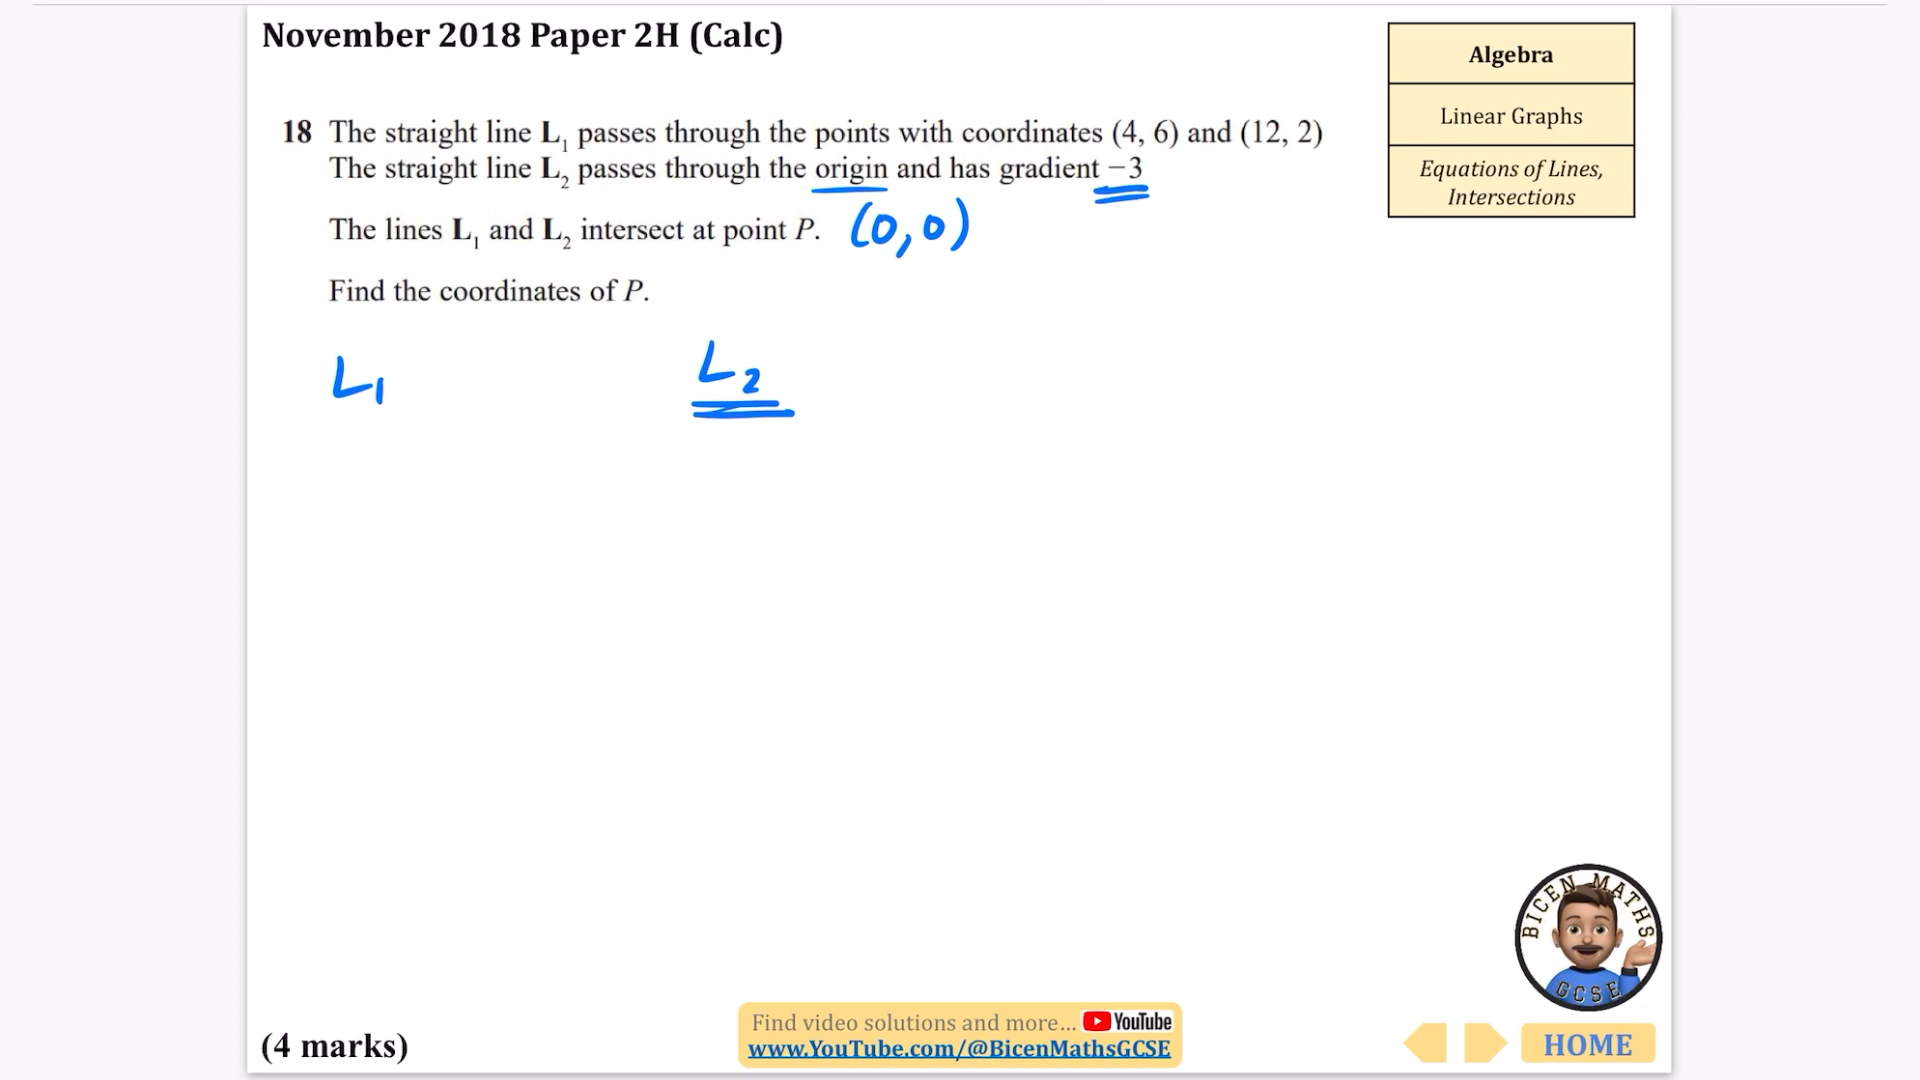 November 2018 Paper 2H (Calc)
Algebra
Linear Graphs
Equations of Lines,
Intersections
18 The straight line L₁ passes through the points with coordinates (4, 6) and (12, 2)
The straight line L₂ passes through the origin and has gradient −3
The lines L₁ and L₂ intersect at point P. (0,0)
Find the coordinates of P.
L₁ L₂
BICEN MATHS
GCSE
(4 marks)
Find video solutions and more... YouTube
www.YouTube.com/@BicenMathsGCSE
HOME